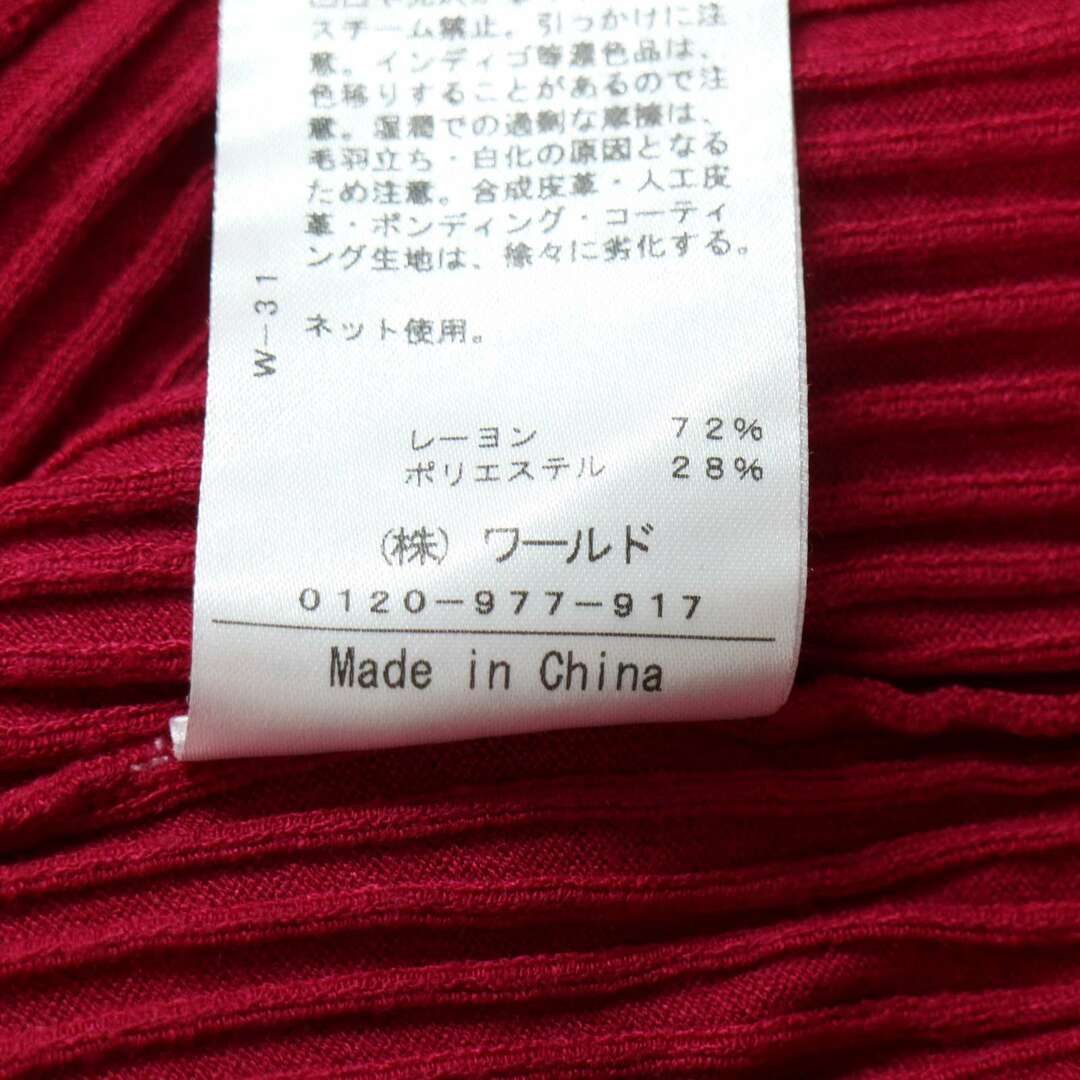 スチーム禁止。引っかけに注
意。インディゴ等濃色品は、
色移りすることがあるので注
意。湿潤での過剰な摩擦は、
毛羽立ち・白化の原因となる
ため注意。合成皮革・人工皮
革・ボンディング・コーティ
ング生地は、徐々に劣化する。
W-31
ネット使用。
レーヨン 72%
ポリエステル 28%
(株) ワールド
0120-977-917
Made in China